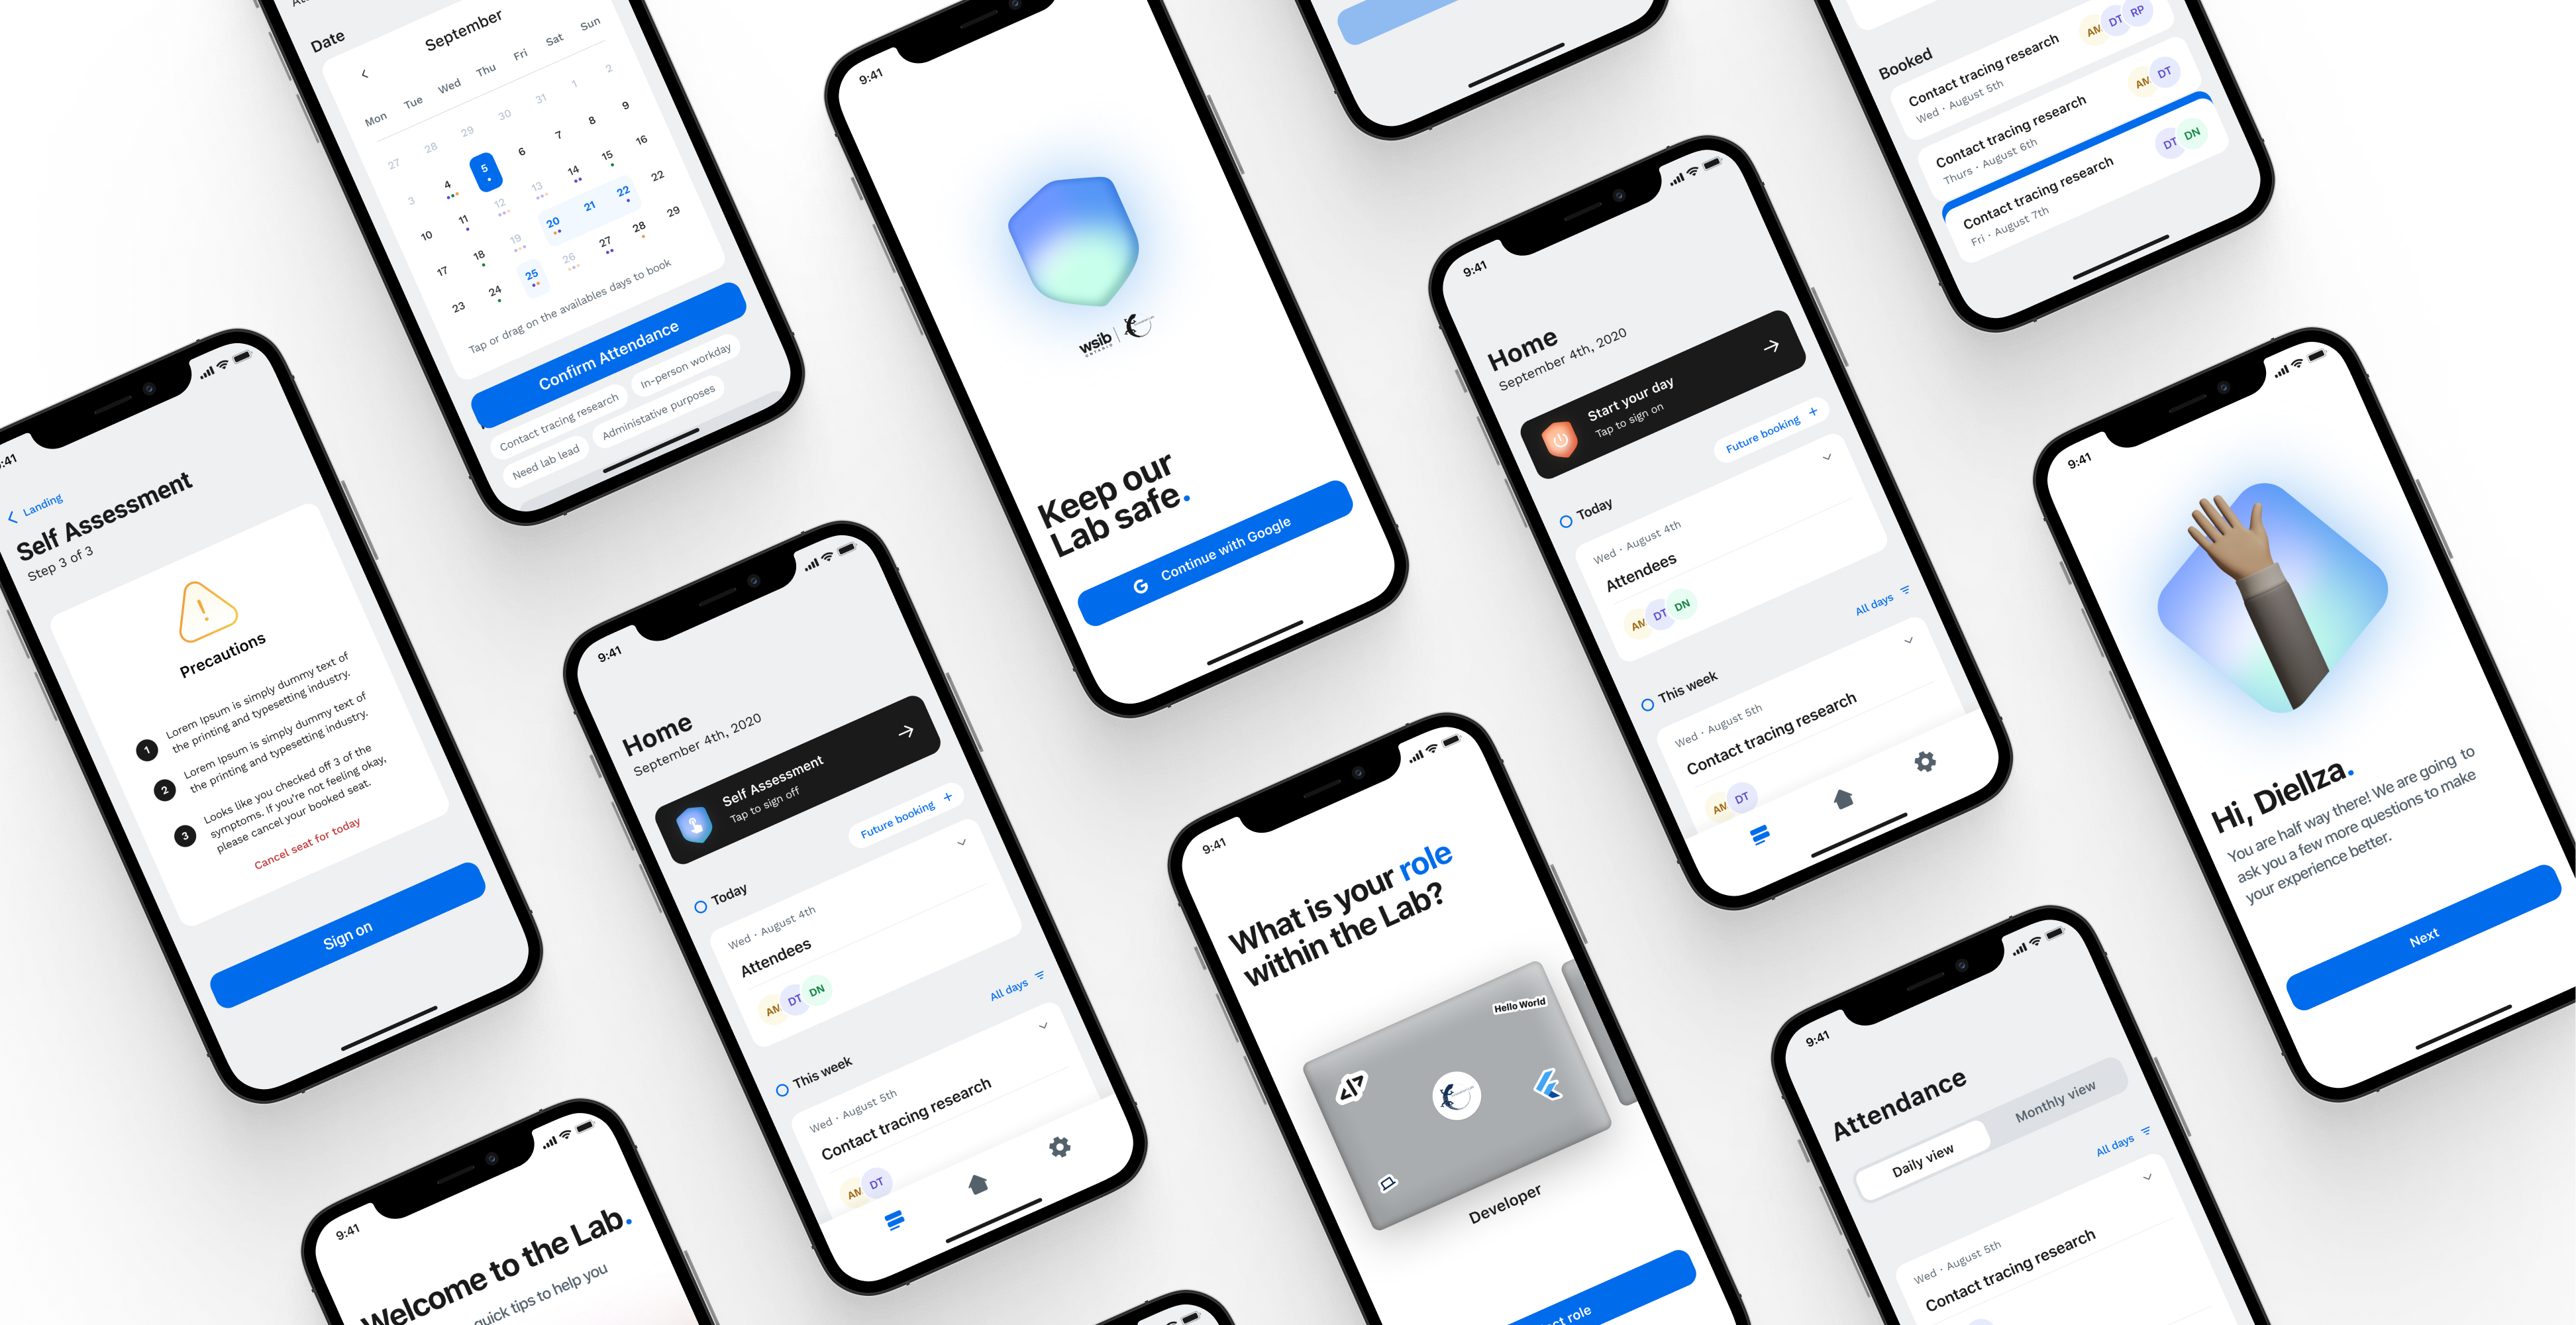 Date
September
Mon Tue Wed Thu Fri Sat Sun
27 28 29 30 31 1 2
3 4 5 6 7 8 9
10 11 12 13 14 15 16
17 18 19 20 21 22 22
23 24 25 26 27 28 29
Tap or drag on the availables days to book
Confirm Attendance
Contact tracing research
In-person workday
Need lab lead
Administative purposes
:41
Landing
Self Assessment
Step 3 of 3
Precautions
1 Lorem Ipsum is simply dummy text of
the printing and typesetting industry.
2 Lorem Ipsum is simply dummy text of
the printing and typesetting industry.
3 Looks like you checked off 3 of the
symptoms. If you're not feeling okay,
please cancel your booked seat.
Cancel seat for today
Sign on
9:41
Welcome to the Lab.
quick tips to help you
9:41
Home
September 4th, 2020
Self Assessment
Tap to sign off
Future booking +
Today
Wed · August 4th
Attendees
AM DT DN
All days
This week
Wed · August 5th
Contact tracing research
AM DT
9:41
wsib
ONTARIO
Keep our
Lab safe.
G Continue with Google
9:41
What is your role
within the Lab?
Hello World
Developer
role
9:41
Home
September 4th, 2020
Start your day
Tap to sign on
Future booking +
Today
Wed · August 4th
Attendees
AM DT DN
All days
This week
Wed · August 5th
Contact tracing research
AM DT
Booked
Contact tracing research
Wed · August 5th
AM DT RP
Contact tracing research
Thurs · August 6th
AM DT
Contact tracing research
Fri · August 7th
DT DN
9:41
Hi, Diellza.
You are half way there! We are going to
ask you a few more questions to make
your experience better.
Next
9:41
Attendance
Daily view
Monthly view
All days
Wed · August 5th
Contact tracing research